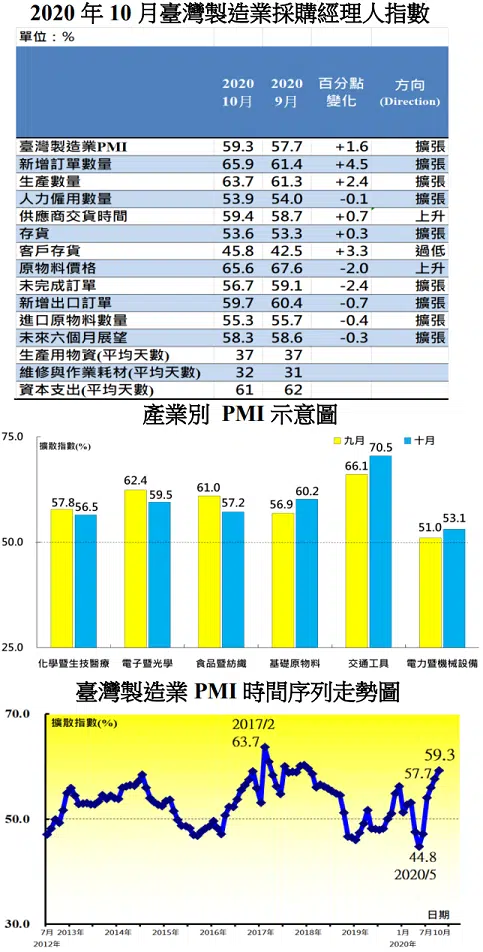 2020 年 10 月臺灣製造業採購經理人指數
單位：%
2020 10月 2020 9月 百分點變化 方向 (Direction)
臺灣製造業PMI 59.3 57.7 +1.6 擴張
新增訂單數量 65.9 61.4 +4.5 擴張
生產數量 63.7 61.3 +2.4 擴張
人力僱用數量 53.9 54.0 -0.1 擴張
供應商交貨時間 59.4 58.7 +0.7 上升
存貨 53.6 53.3 +0.3 擴張
客戶存貨 45.8 42.5 +3.3 過低
原物料價格 65.6 67.6 -2.0 上升
未完成訂單 56.7 59.1 -2.4 擴張
新增出口訂單 59.7 60.4 -0.7 擴張
進口原物料數量 55.3 55.7 -0.4 擴張
未來六個月展望 58.3 58.6 -0.3 擴張
生產用物資(平均天數) 37 37
維修與作業耗材(平均天數) 32 31
資本支出(平均天數) 61 62
產業別 PMI 示意圖
75.0
擴散指數(%)
九月 十月
57.8 56.5 62.4 59.5 61.0 57.2 56.9 60.2 66.1 70.5 51.0 53.1
50.0
25.0
化學暨生技醫療 電子暨光學 食品暨紡織 基礎原物料 交通工具 電力暨機械設備
臺灣製造業 PMI 時間序列走勢圖
70.0
擴散指數(%)
2017/2
63.7
59.3
57.7
50.0
44.8
2020/5
日期
30.0
7月 2013年 2014年 2015年 2016年 2017年 2018年 2019年 1月 7月10月
2012年 2020年